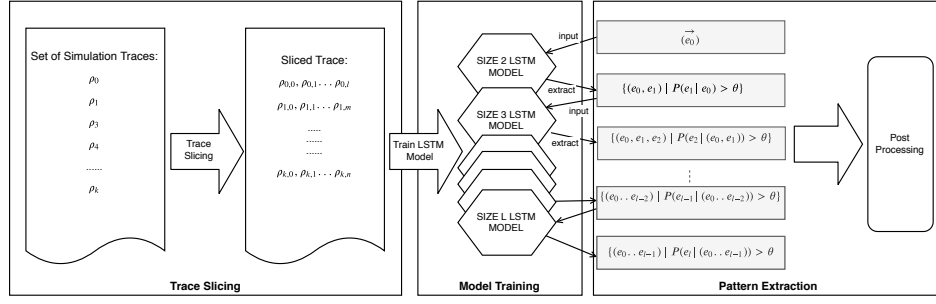 Set of Simulation Traces:
ρ0
ρ1
ρ3
ρ4
......
ρk
Trace
Slicing
Sliced Trace:
ρ0,0, ρ0,1... ρ0,l
ρ1,0, ρ1,1... ρ1,m
.....
......
......
ρk,0, ρk,1... ρk,n
Trace Slicing
Train LSTM
Model
SIZE 2 LSTM
MODEL
SIZE 3 LSTM
MODEL
SIZE L LSTM
MODEL
Model Training
input
extract
input
extract
(e0)
{(e0, e1) | P(e1 | e0) > θ}
{(e0, e1, e2) | P(e2 | (e0, e1)) > θ}
⋮
{(e0..el−2) | P(el−1 | (e0..el−2)) > θ}
{(e0..el−1) | P(el | (e0..el−1)) > θ
Pattern Extraction
Post
Processing